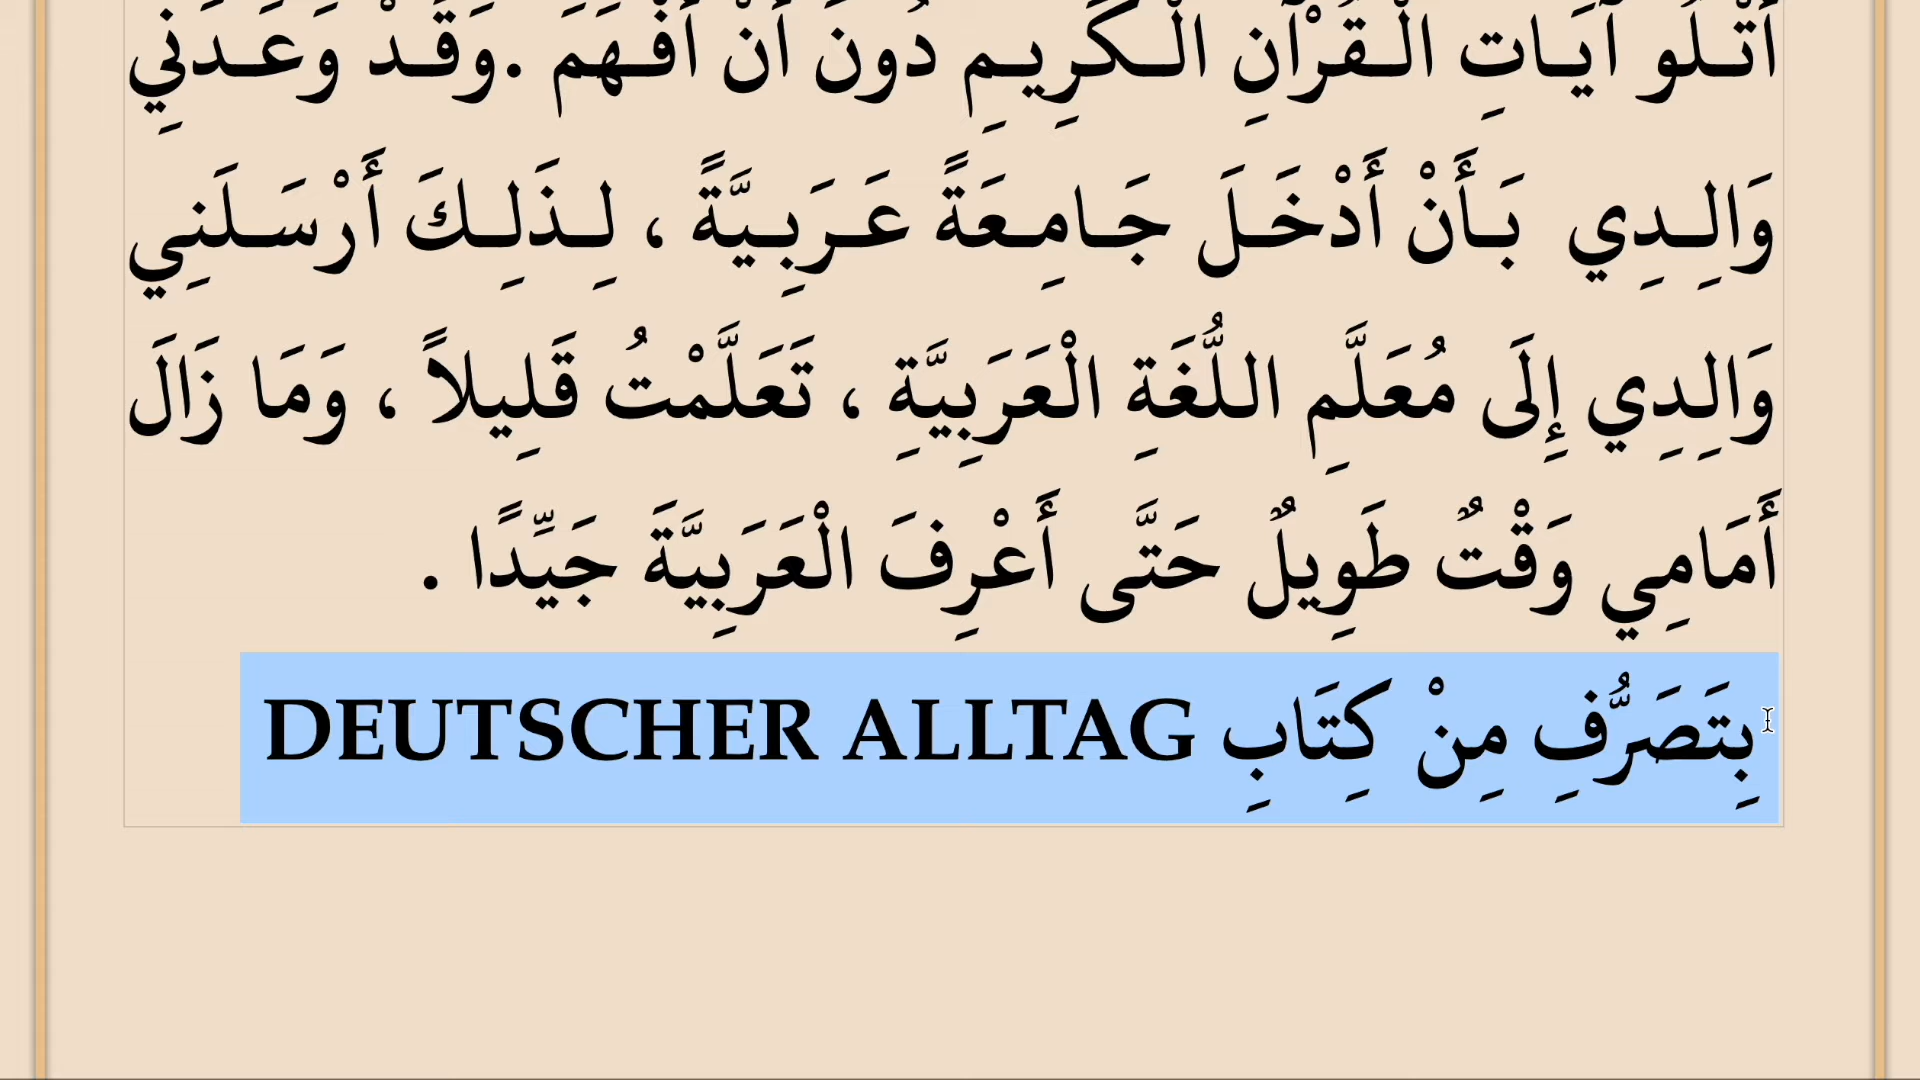 أَتْلُو آيَاتِ الْقُرْآنِ الْكَرِيمِ دُونَ أَنْ أَفْهَمَ .وَقَدْ وَعَدَنِي
وَالِدِي بَأَنْ أَدْخَلَ جَامِعَةً عَرَبِيَّةً ، لِذَلِكَ أَرْسَلَنِي
وَالِدِي إِلَى مُعَلَّمِ اللُّغَةِ الْعَرَبِيَّةِ ، تَعَلَّمْتُ قَلِيلاً ، وَمَا زَالَ
أَمَامِي وَقْتٌ طَوِيلٌ حَتَّى أَعْرِفَ الْعَرَبِيَّةَ جَيِّدًا .
بِتَصَرُّفِ مِنْ كِتَابِ DEUTSCHER ALLTAG